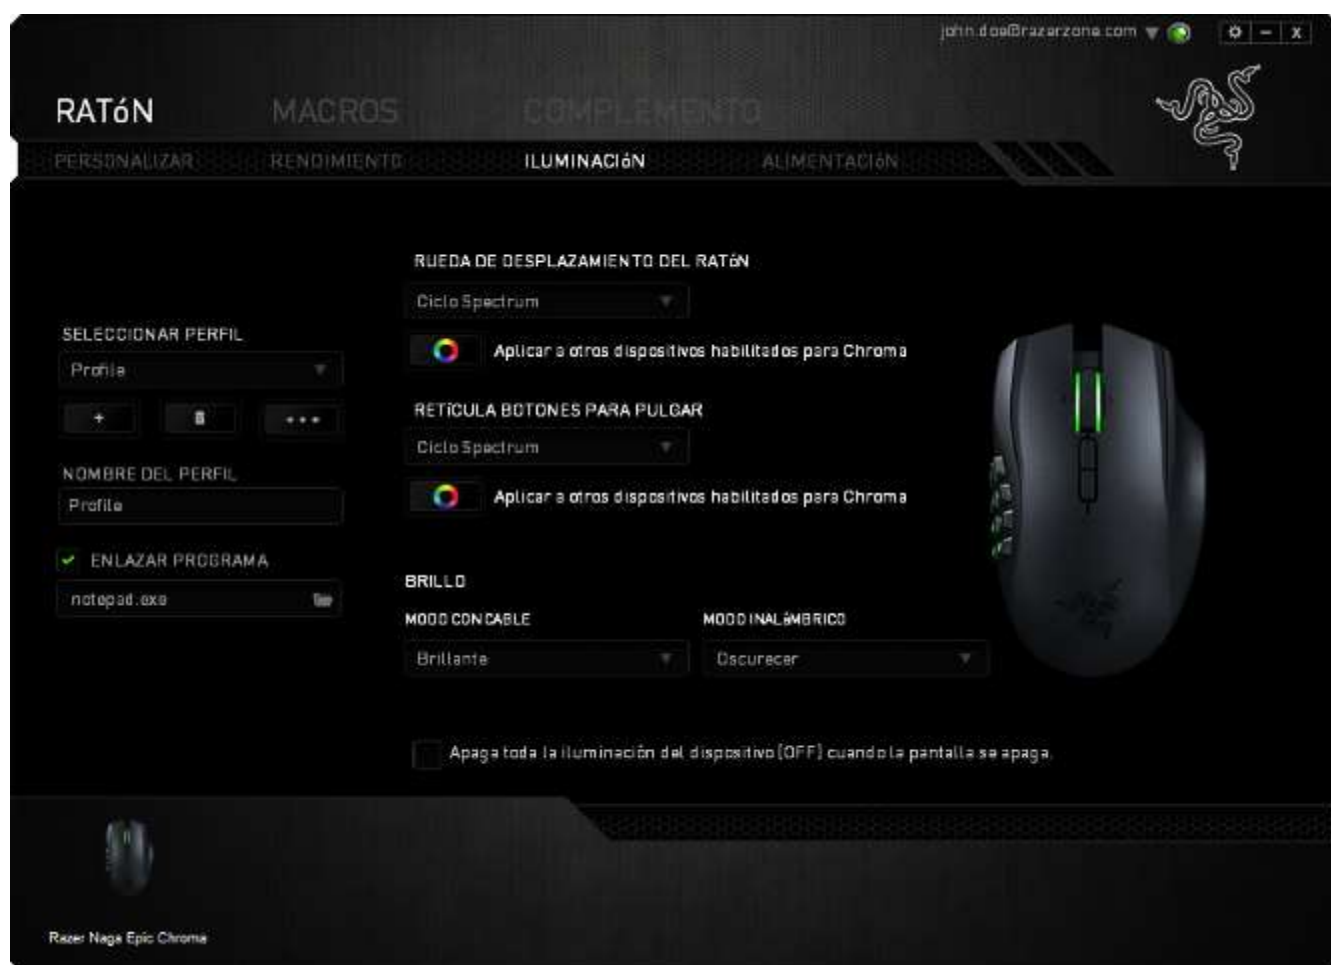 john.doe@razerzone.com
RATóN MACROS COMPLEMENTO
PERSONALIZAR RENDIMIENTO ILUMINACIóN ALIMENTACIóN
RUEDA DE DESPLAZAMIENTO DEL RATóN
Ciclo Spectrum
SELECCIONAR PERFIL
Aplicar a otros dispositivos habilitados para Chroma
Profile
RETíCULA BOTONES PARA PULGAR
Ciclo Spectrum
NOMBRE DEL PERFIL
Aplicar a otros dispositivos habilitados para Chroma
Profile
ENLAZAR PROGRAMA
BRILLO
notepad.exe
MODO CON CABLE MODO INALáMBRICO
Brillante Oscurecer
Apaga toda la iluminación del dispositivo (OFF) cuando la pantalla se apaga.
Razer Naga Epic Chroma